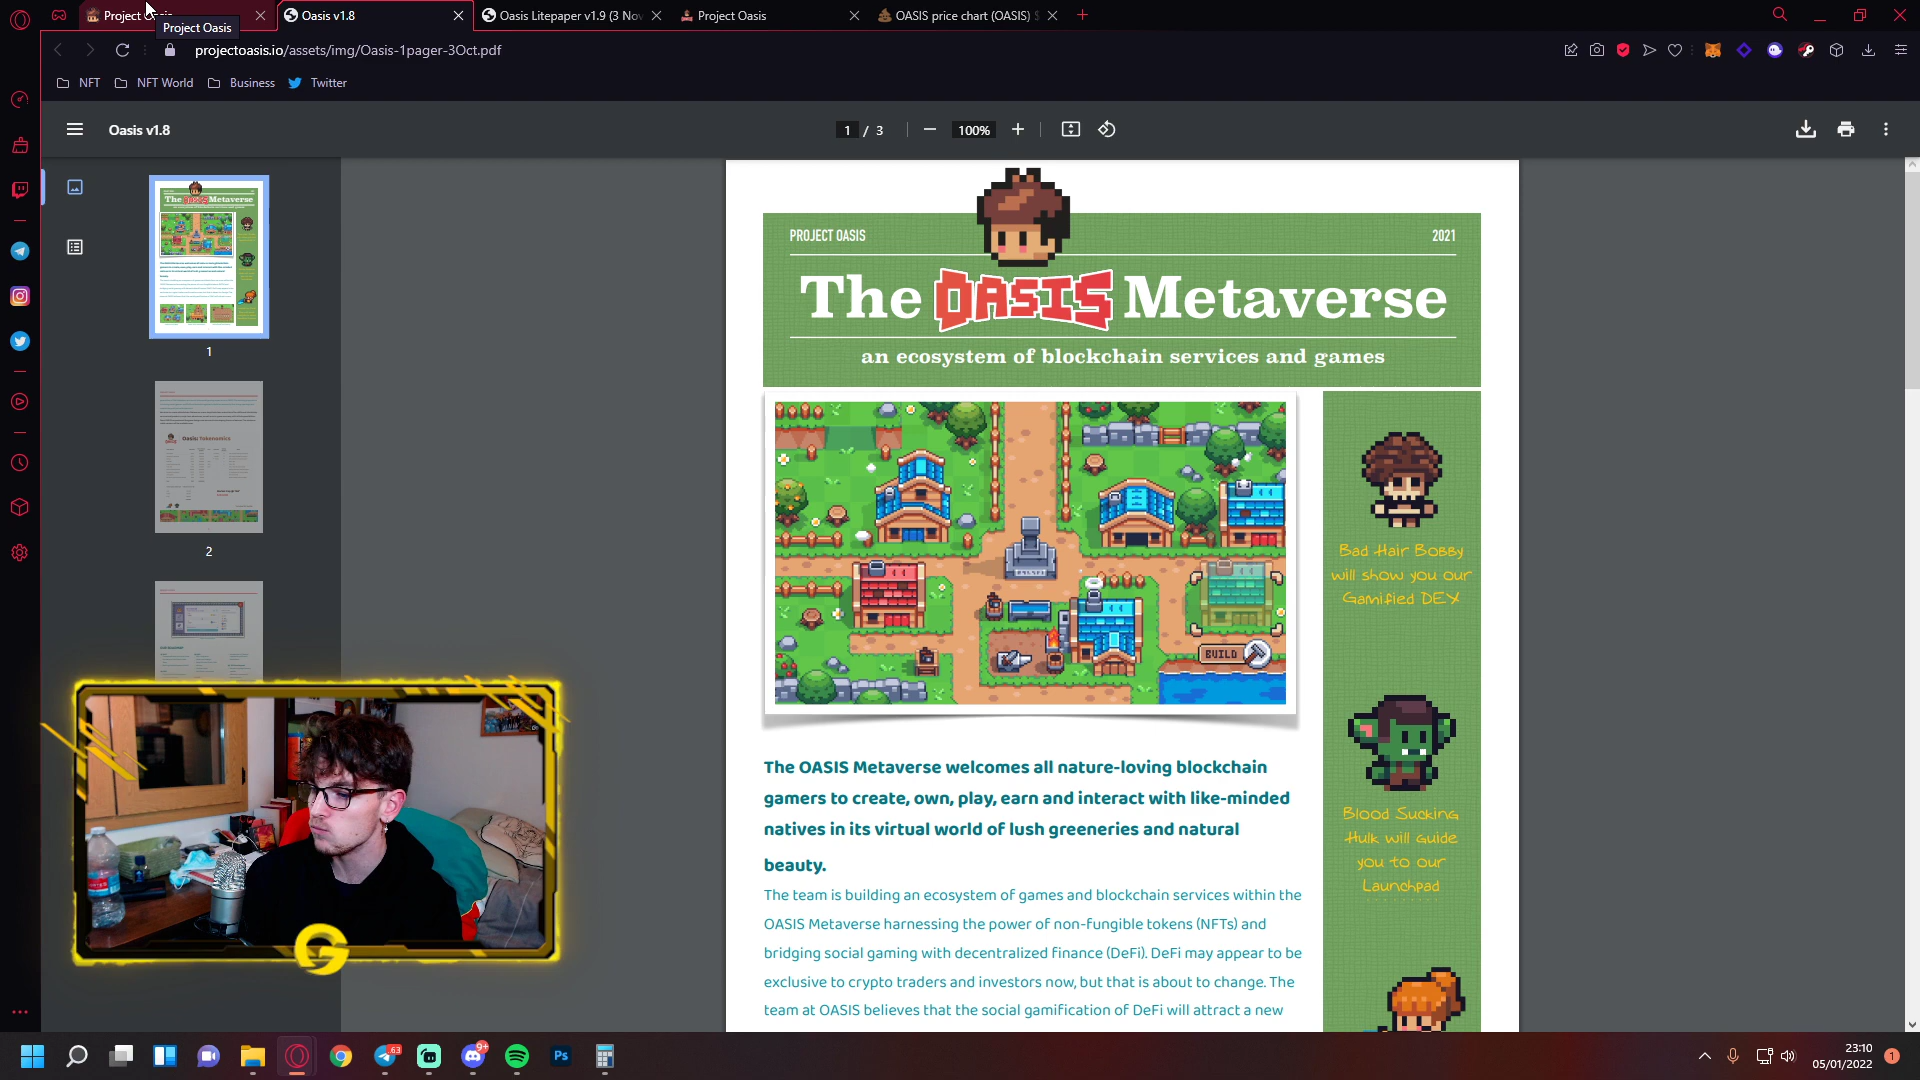 Project Oasis
Project Oasis
Oasis v1.8
Oasis Litepaper v1.9 (3 Nov
Project Oasis
OASIS price chart (OASIS)
projectoasis.io/assets/img/Oasis-1pager-3Oct.pdf
NFT
NFT World
Business
Twitter
Oasis v1.8
1 / 3
100%
1
2
PROJECT OASIS
2021
The OASIS Metaverse
an ecosystem of blockchain services and games
BUILD
Bad Hair Bobby
will show you our
Gamified DEX
Blood Sucking
Hulk will guide
you to our
Launchpad
The OASIS Metaverse welcomes all nature-loving blockchain
gamers to create, own, play, earn and interact with like-minded
natives in its virtual world of lush greeneries and natural
beauty.
The team is building an ecosystem of games and blockchain services within the
OASIS Metaverse harnessing the power of non-fungible tokens (NFTs) and
bridging social gaming with decentralized finance (DeFi). DeFi may appear to be
exclusive to crypto traders and investors now, but that is about to change. The
team at OASIS believes that the social gamification of DeFi will attract a new
G
63
9+
Ps
23:10
05/01/2022
1